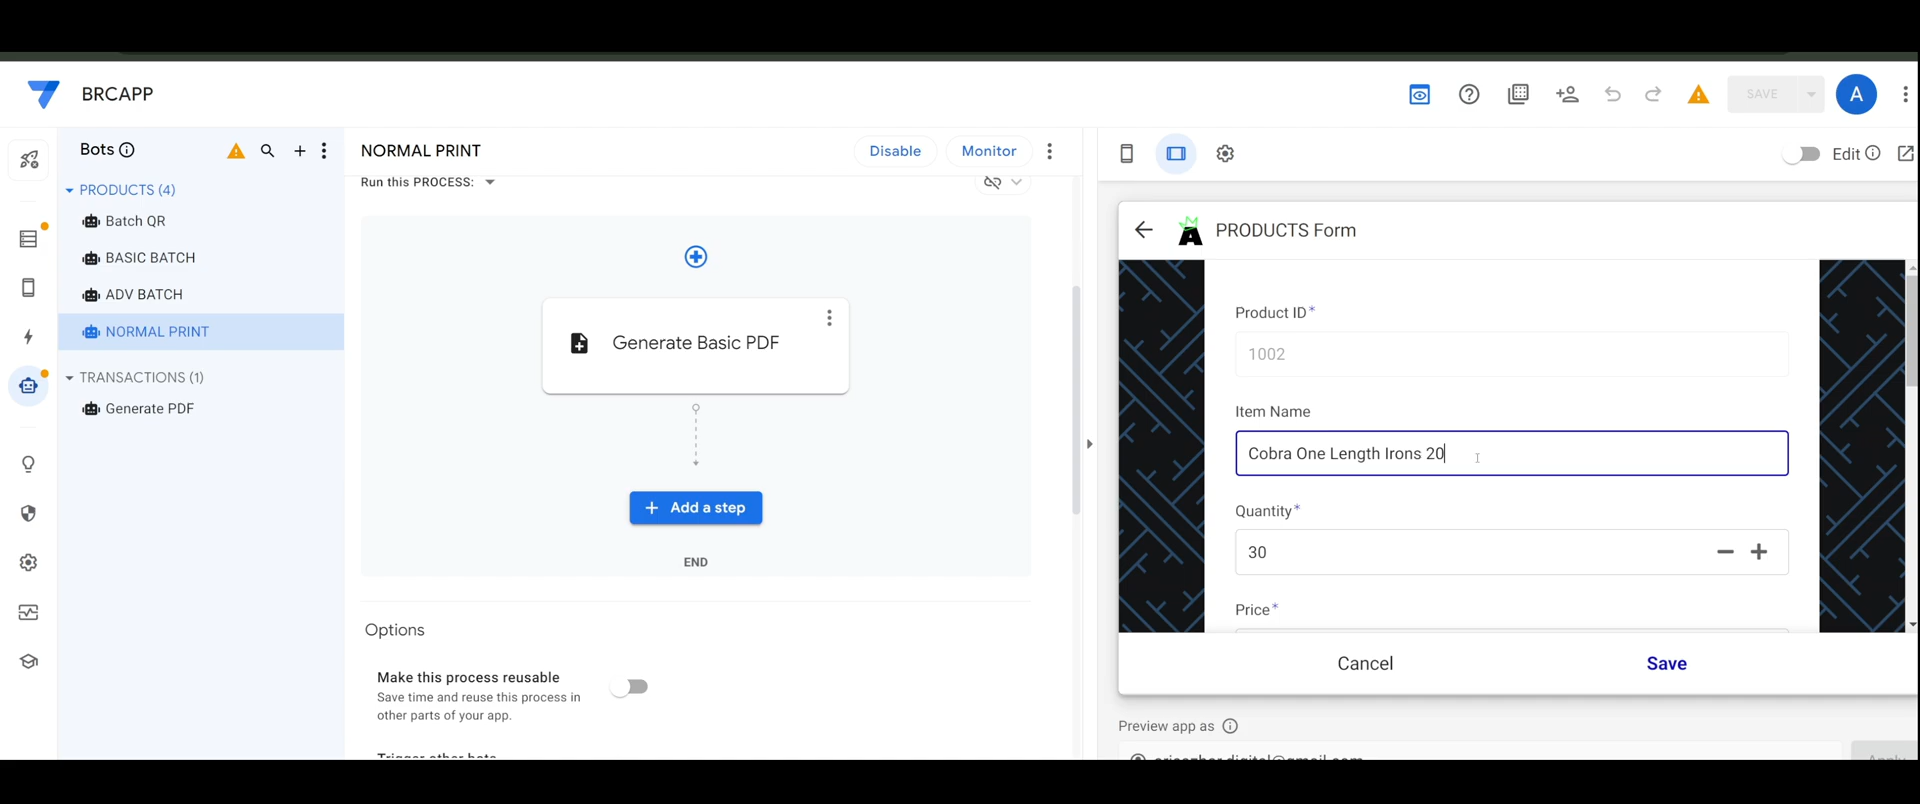 BRCAPP
SAVE
A
Bots
PRODUCTS (4)
Batch QR
BASIC BATCH
ADV BATCH
NORMAL PRINT
TRANSACTIONS (1)
Generate PDF
NORMAL PRINT
Disable
Monitor
Run this PROCESS:
Generate Basic PDF
+ Add a step
END
Options
Make this process reusable
Save time and reuse this process in
other parts of your app.
Trigger other bots
Edit
PRODUCTS Form
Product ID*
1002
Item Name
Cobra One Length Irons 20
Quantity*
30
Price*
Cancel
Save
Preview app as